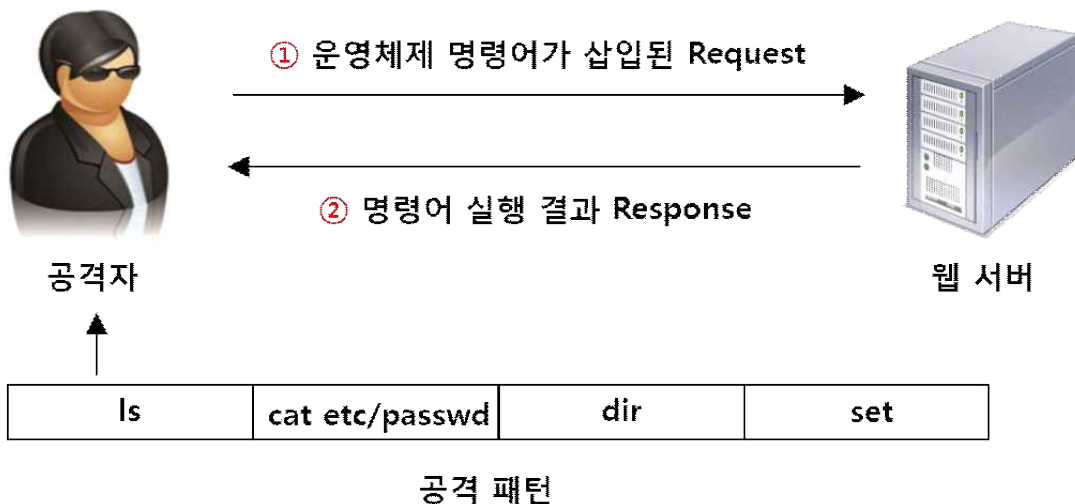 ① 운영체제 명령어가 삽입된 Request
② 명령어 실행 결과 Response
공격자
웹 서버
ls
cat etc/passwd
dir
set
공격 패턴